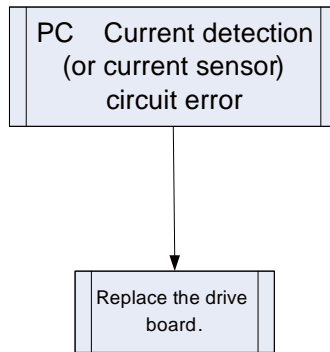 PC Current detection
(or current sensor)
circuit error
Replace the drive
board.